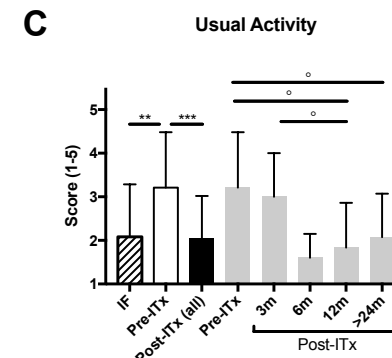 C
Usual Activity
Score (1-5)
5
4
3
2
1
** ***
IF
Pre-ITx
Post-ITx (all)
Pre-ITx
3m
6m
12m
>24m
Post-ITx